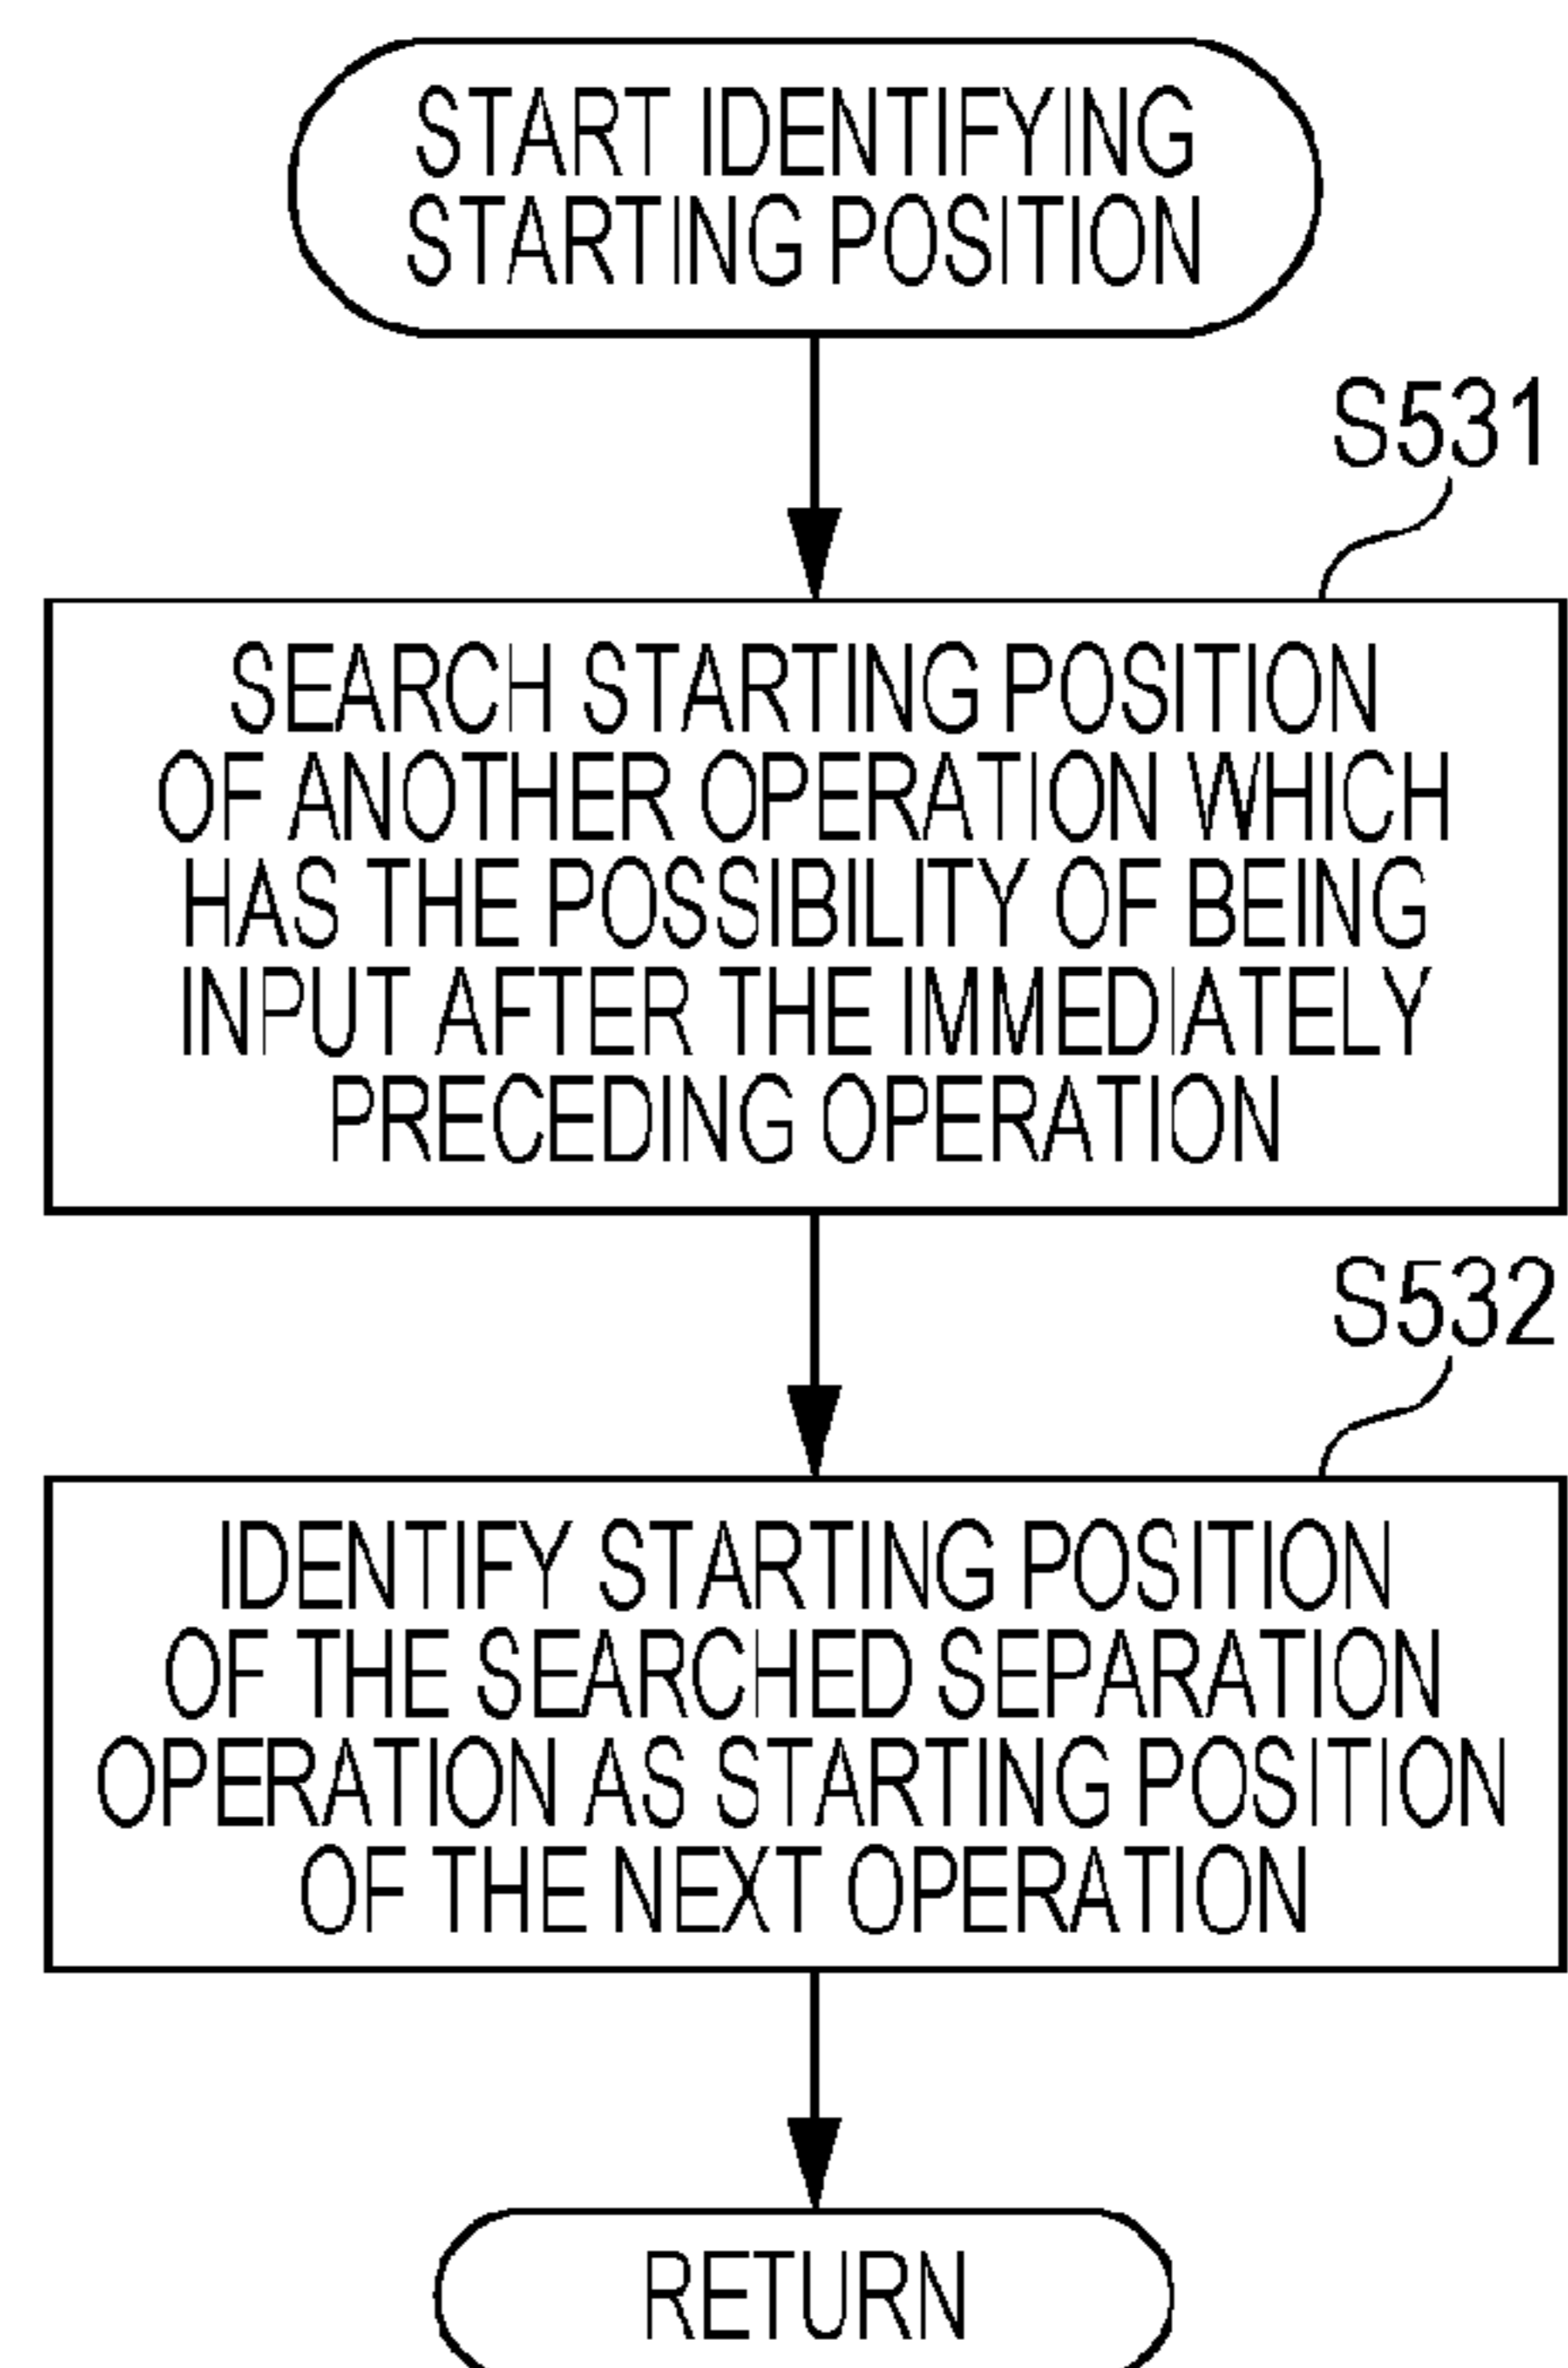 START IDENTIFYING
STARTING POSITION
S531
SEARCH STARTING POSITION
OF ANOTHER OPERATION WHICH
HAS THE POSSIBILITY OF BEING
INPUT AFTER THE IMMEDIATELY
PRECEDING OPERATION
S532
IDENTIFY STARTING POSITION
OF THE SEARCHED SEPARATION
OPERATION AS STARTING POSITION
OF THE NEXT OPERATION
RETURN